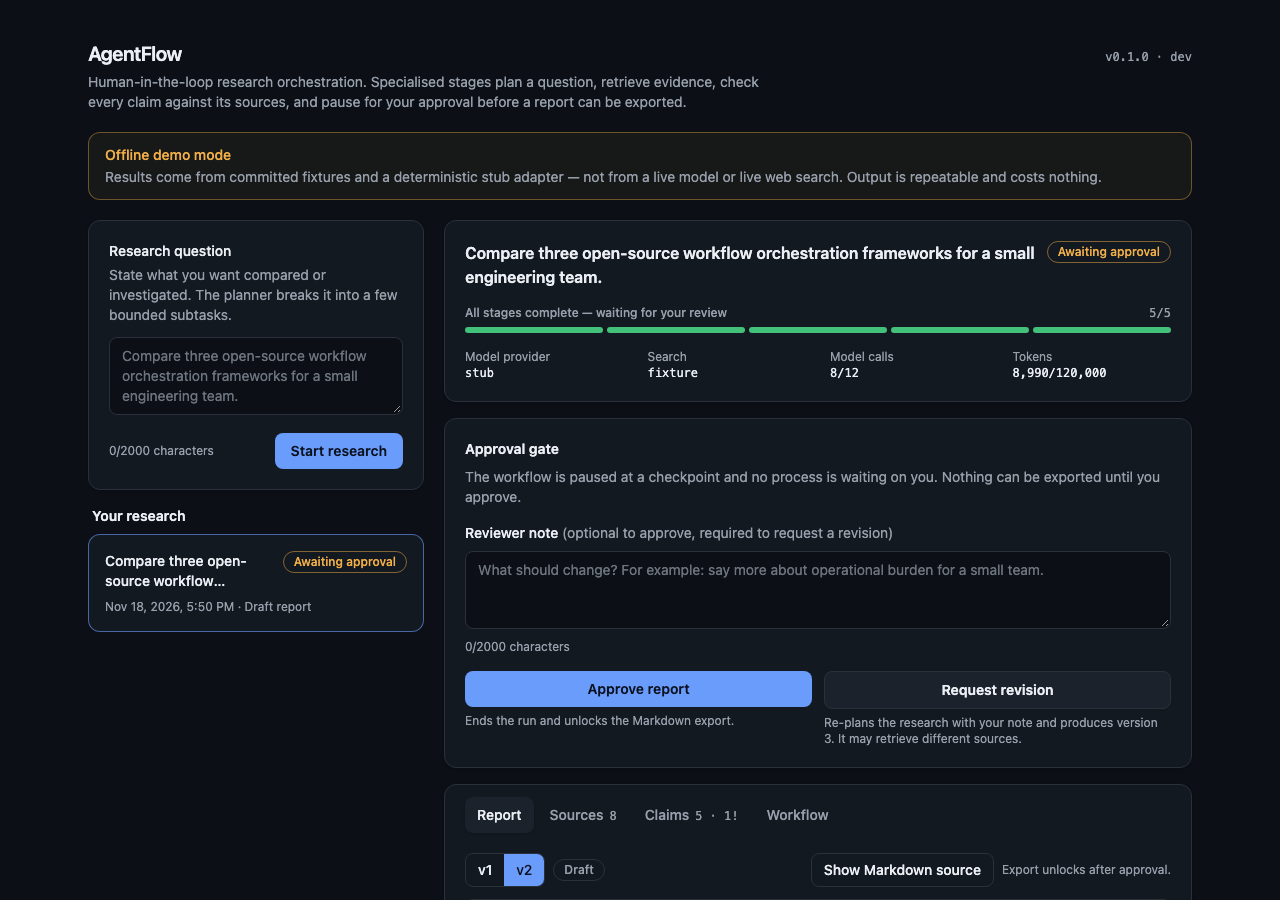 AgentFlow
v0.1.0 · dev
Human-in-the-loop research orchestration. Specialised stages plan a question, retrieve evidence, check
every claim against its sources, and pause for your approval before a report can be exported.
Offline demo mode
Results come from committed fixtures and a deterministic stub adapter — not from a live model or live web search. Output is repeatable and costs nothing.
Research question
State what you want compared or
investigated. The planner breaks it into a few
bounded subtasks.
Compare three open-source workflow
orchestration frameworks for a small
engineering team.
0/2000 characters
Start research
Your research
Compare three open-
source workflow...
Awaiting approval
Nov 18, 2026, 5:50 PM · Draft report
Compare three open-source workflow orchestration frameworks for a small
engineering team.
Awaiting approval
All stages complete — waiting for your review
5/5
Model provider
stub
Search
fixture
Model calls
8/12
Tokens
8,990/120,000
Approval gate
The workflow is paused at a checkpoint and no process is waiting on you. Nothing can be exported until you
approve.
Reviewer note (optional to approve, required to request a revision)
What should change? For example: say more about operational burden for a small team.
0/2000 characters
Approve report
Ends the run and unlocks the Markdown export.
Request revision
Re-plans the research with your note and produces version
3. It may retrieve different sources.
Report
Sources 8
Claims 5 · 1!
Workflow
v1
v2
Draft
Show Markdown source
Export unlocks after approval.